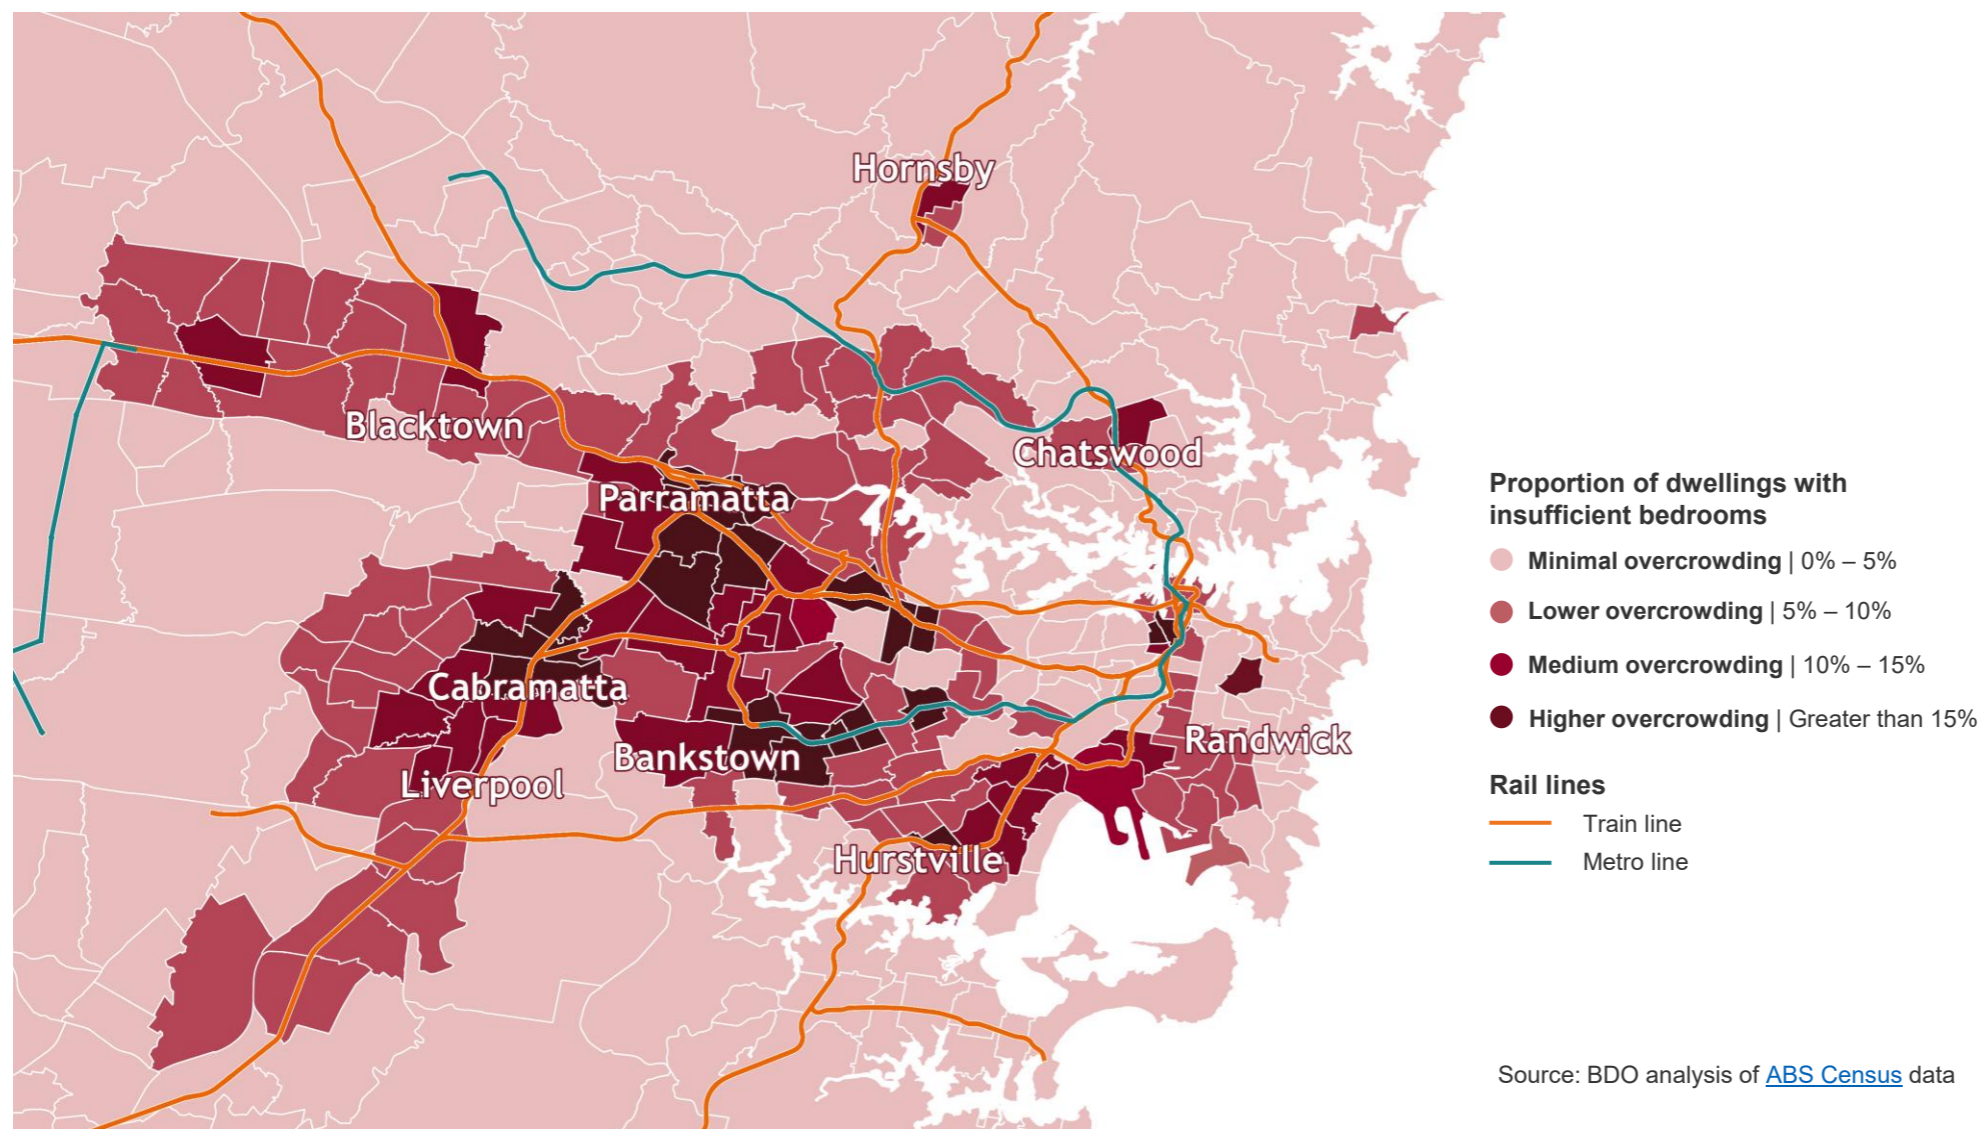 Hornsby
Blacktown
Chatswood
Parramatta
Cabramatta
Bankstown
Randwick
Liverpool
Hurstville
Proportion of dwellings with
insufficient bedrooms
Minimal overcrowding | 0% – 5%
Lower overcrowding | 5% – 10%
Medium overcrowding | 10% – 15%
Higher overcrowding | Greater than 15%
Rail lines
Train line
Metro line
Source: BDO analysis of ABS Census data